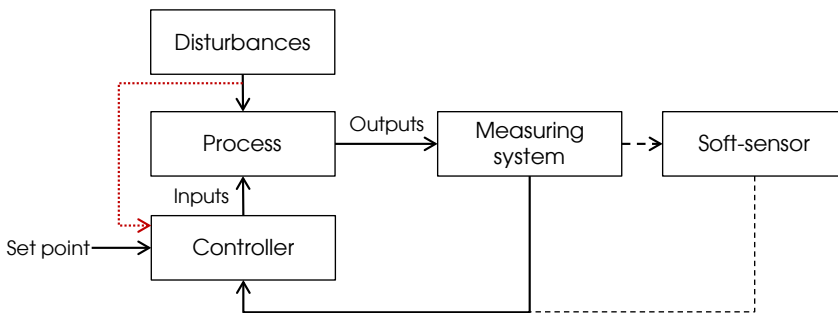 Disturbances
Outputs
Process
Measuring
system
Soft-sensor
Inputs
Set point
Controller